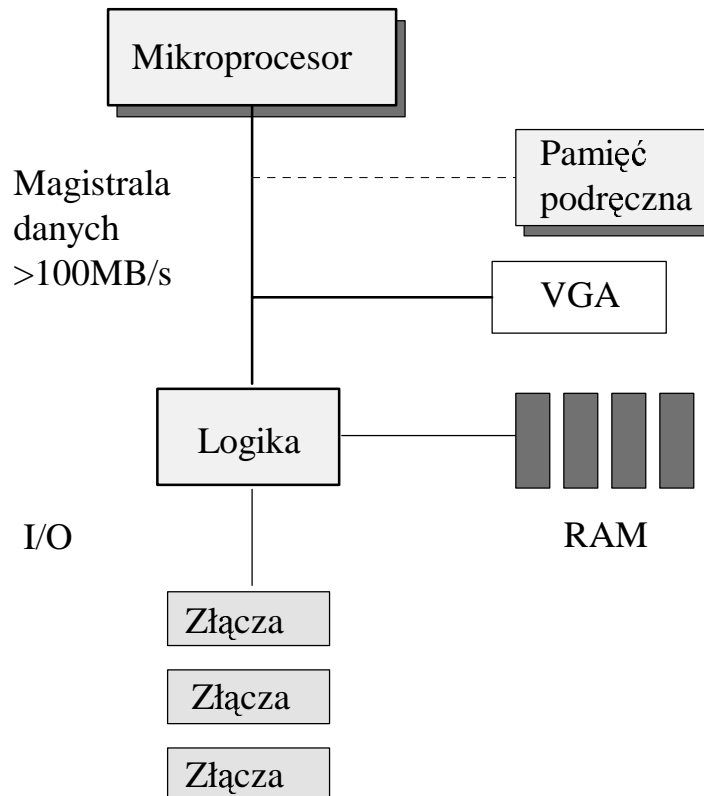 Mikroprocesor
Pamięć
podręczna
Magistrala
danych
>100MB/s
VGA
Logika
I/O
RAM
Złącza
Złącza
Złącza